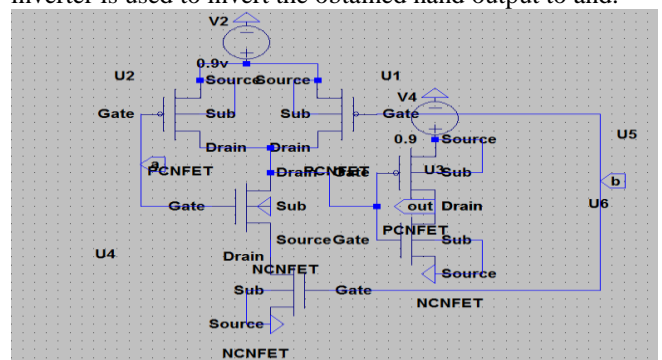 inverter is used to invert the obtained nand output to and.
V2
0.9v
U2
Source Source
U1
V4
Gate
Sub
Sub
Gate
U5
0.9
Source
Drain
Drain
a
PCNFET
Drain
PCNFET
Gate
U3
Sub
b
Gate
Sub
out
Drain
U6
PCNFET
Source
Gate
Sub
U4
Drain
NCNFET
Source
Sub
Gate
NCNFET
Source
NCNFET